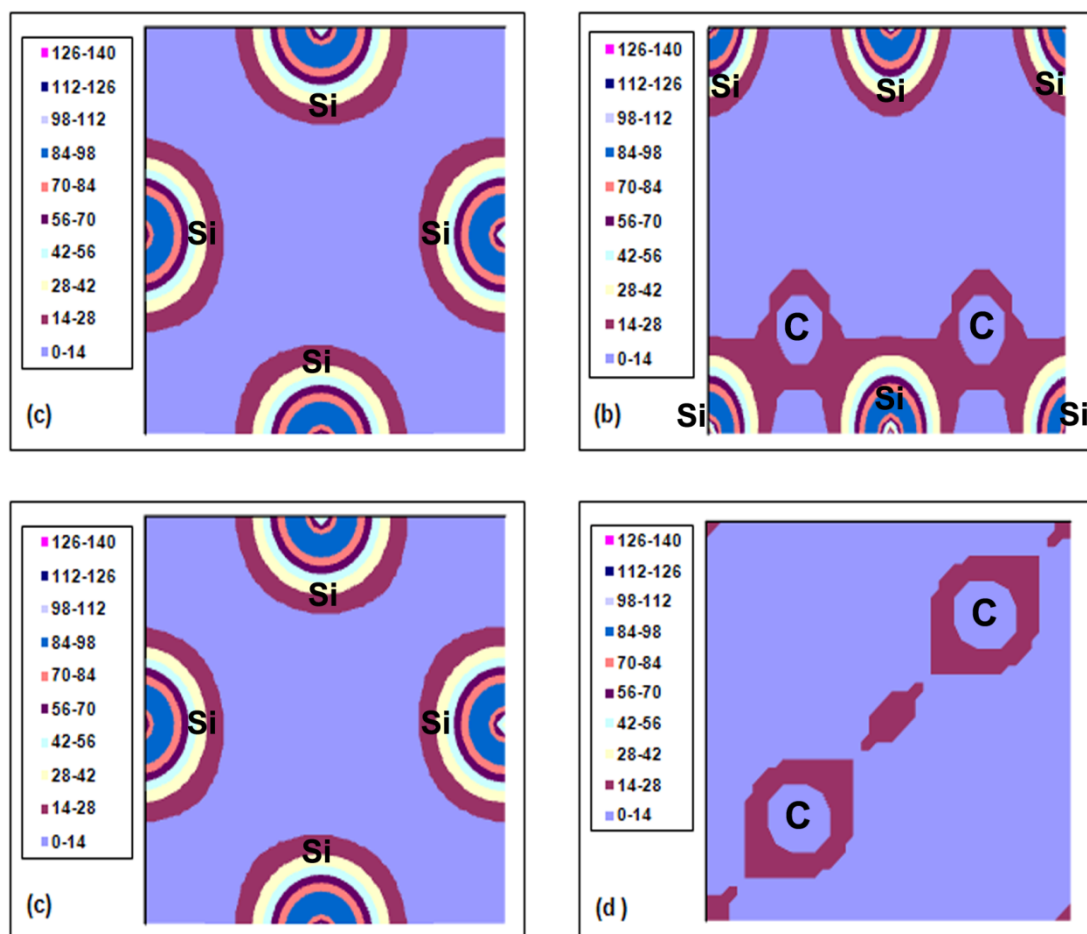 126-140
112-126
98-112
84-98
70-84
56-70
42-56
28-42
14-28
0-14
Si
Si
Si
Si
(c)
126-140
112-126
98-112
84-98
70-84
56-70
42-56
28-42
14-28
0-14
Si
Si
Si
C
C
Si
Si
Si
(b)
126-140
112-126
98-112
84-98
70-84
56-70
42-56
28-42
14-28
0-14
Si
Si
Si
Si
(c)
126-140
112-126
98-112
84-98
70-84
56-70
42-56
28-42
14-28
0-14
C
C
(d )